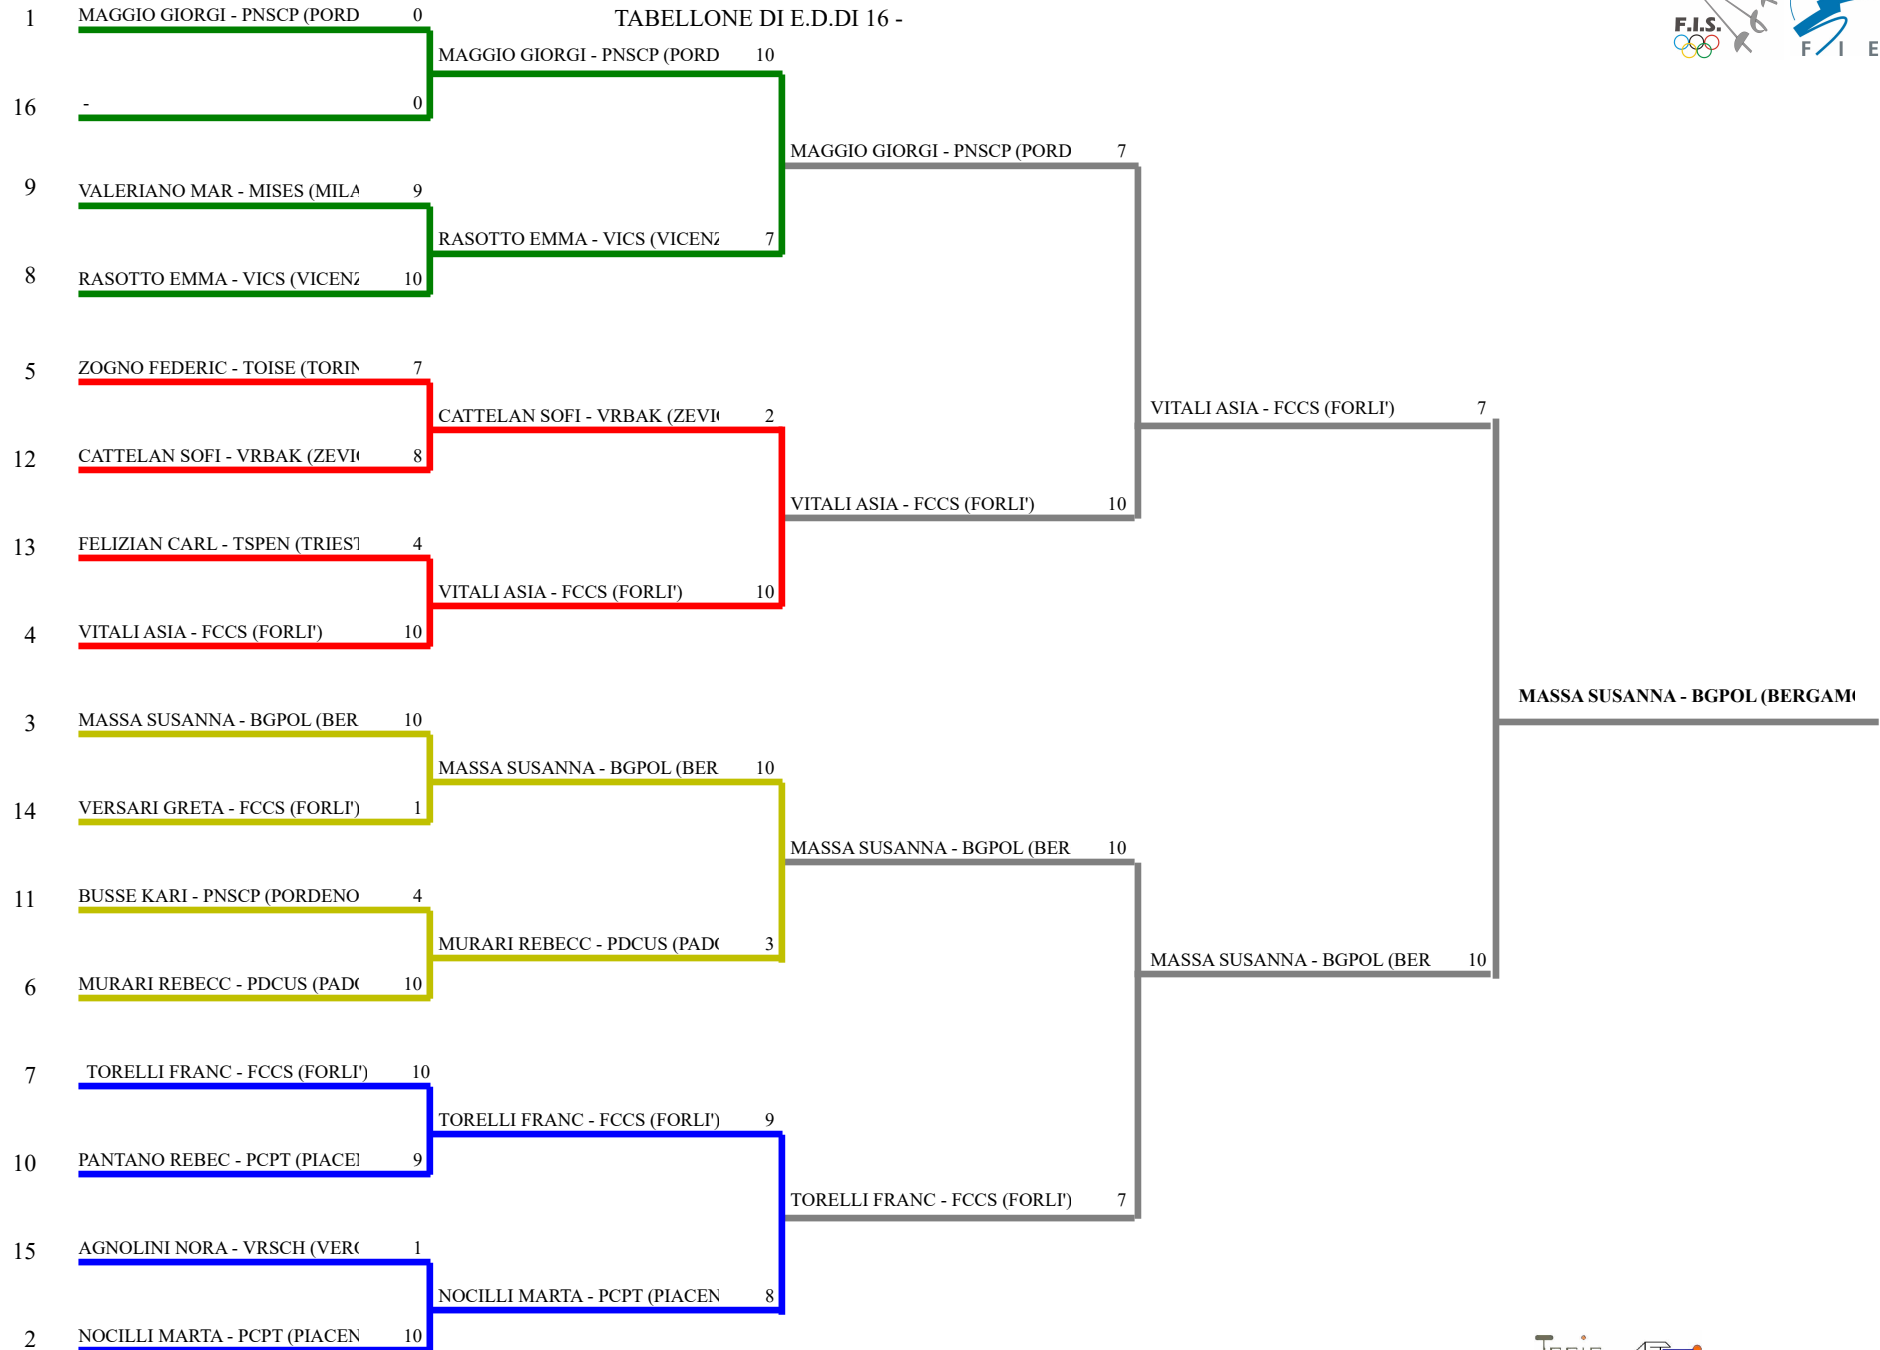 TABELLONE DI E.D.DI 16 -
F.I.S.
F I E
1 MAGGIO GIORGI - PNSCP (PORD 0
MAGGIO GIORGI - PNSCP (PORD 10
16 - 0
MAGGIO GIORGI - PNSCP (PORD 7
9 VALERIANO MAR - MISES (MILA 9
RASOTTO EMMA - VICS (VICENZ 7
8 RASOTTO EMMA - VICS (VICENZ 10
5 ZOGNO FEDERIC - TOISE (TORIN 7
CATTELAN SOFI - VRBAK (ZEVI 2
VITALI ASIA - FCCS (FORLI') 7
12 CATTELAN SOFI - VRBAK (ZEVI 8
VITALI ASIA - FCCS (FORLI') 10
13 FELIZIAN CARL - TSPEN (TRIEST 4
VITALI ASIA - FCCS (FORLI') 10
4 VITALI ASIA - FCCS (FORLI') 10
MASSA SUSANNA - BGPOL (BERGAM
3 MASSA SUSANNA - BGPOL (BER 10
MASSA SUSANNA - BGPOL (BER 10
14 VERSARI GRETA - FCCS (FORLI') 1
MASSA SUSANNA - BGPOL (BER 10
11 BUSSE KARI - PNSCP (PORDENO 4
MURARI REBECC - PDCUS (PAD 3
MASSA SUSANNA - BGPOL (BER 10
6 MURARI REBECC - PDCUS (PAD 10
7 TORELLI FRANC - FCCS (FORLI') 10
TORELLI FRANC - FCCS (FORLI') 9
10 PANTANO REBEC - PCPT (PIACE 9
TORELLI FRANC - FCCS (FORLI') 7
15 AGNOLINI NORA - VRSCH (VER 1
NOCILLI MARTA - PCPT (PIACEN 8
2 NOCILLI MARTA - PCPT (PIACEN 10